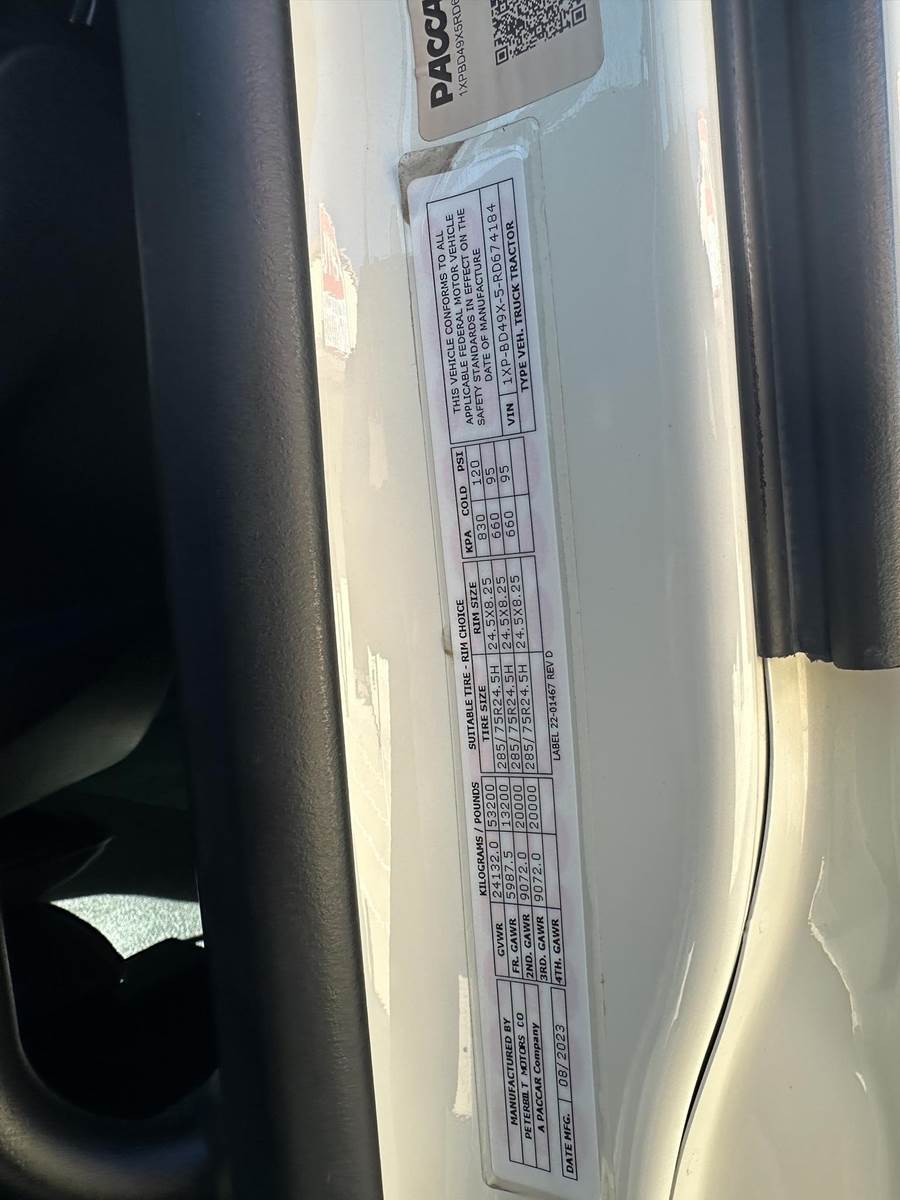 PACCA
1XPBD49X5RD6
MANUFACTURED BY
PETERBILT MOTORS CO
A PACCAR Company
DATE MFG. 08/2023
KILOGRAMS / POUNDS
GVWR 24132.0 53200
FR. GAWR 5987.5 13200
2ND. GAWR 9072.0 20000
3RD. GAWR 9072.0 20000
4TH. GAWR
SUITABLE TIRE - RIM CHOICE
TIRE SIZE RIM SIZE
285/75R24.5H 24.5X8.25
285/75R24.5H 24.5X8.25
285/75R24.5H 24.5X8.25
KPA COLD PSI
830 120
660 95
660 95
LABEL 22-01467 REV D
THIS VEHICLE CONFORMS TO ALL
APPLICABLE FEDERAL MOTOR VEHICLE
SAFETY STANDARDS IN EFFECT ON THE
DATE OF MANUFACTURE
VIN 1XP-BD49X-5-RD674184
TYPE VEH. TRUCK TRACTOR